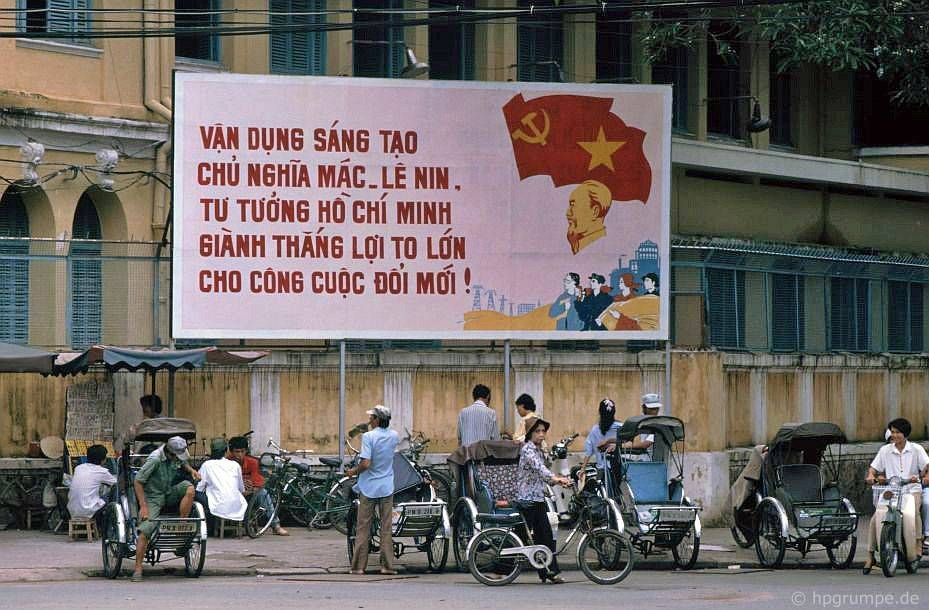 VẬN DỤNG SÁNG TẠO
CHỦ NGHĨA MÁC_LÊ NIN,
TƯ TƯỞNG HỒ CHÍ MINH
GIÀNH THẮNG LỢI TO LỚN
CHO CÔNG CUỘC ĐỔI MỚI !
© hpgrumpe.de